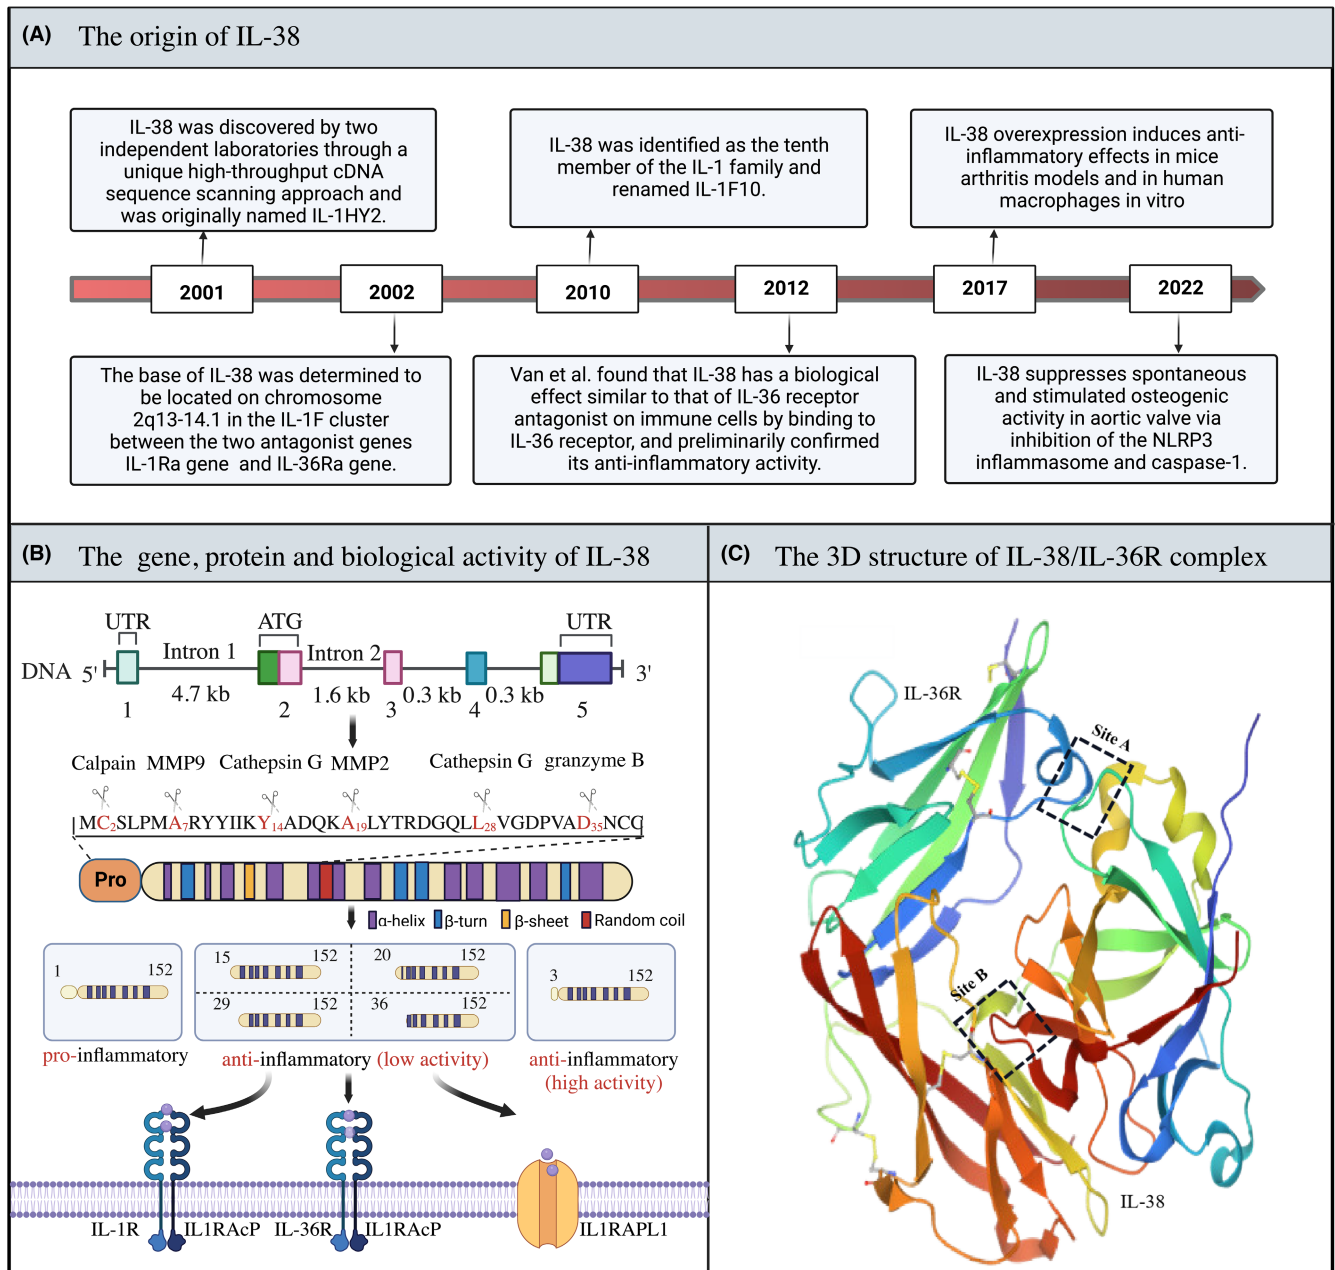 (A) The origin of IL-38
IL-38 was discovered by two
independent laboratories through a
unique high-throughput cDNA
sequence scanning approach and
was originally named IL-1HY2.
IL-38 was identified as the tenth
member of the IL-1 family and
renamed IL-1F10.
IL-38 overexpression induces anti-
inflammatory effects in mice
arthritis models and in human
macrophages in vitro
2001 2002 2010 2012 2017 2022
The base of IL-38 was determined to
be located on chromosome
2q13-14.1 in the IL-1F cluster
between the two antagonist genes
IL-1Ra gene and IL-36Ra gene.
Van et al. found that IL-38 has a biological
effect similar to that of IL-36 receptor
antagonist on immune cells by binding to
IL-36 receptor, and preliminarily confirmed
its anti-inflammatory activity.
IL-38 suppresses spontaneous
and stimulated osteogenic
activity in aortic valve via
inhibition of the NLRP3
inflammasome and caspase-1.
(B) The gene, protein and biological activity of IL-38
UTR ATG UTR
Intron 1 Intron 2
DNA 5' 3'
4.7 kb 1.6 kb 0.3 kb 0.3 kb
1 2 3 4 5
Calpain MMP9 Cathepsin G MMP2 Cathepsin G granzyme B
MC2SLPMA7RYYIIKY14ADQKA19LYTRDGQLL28VGDPVAD35NCC
Pro
α-helix β-turn β-sheet Random coil
1 152
15 152
20 152
29 152
36 152
3 152
pro-inflammatory
anti-inflammatory (low activity)
anti-inflammatory
(high activity)
IL-1R IL1RAcP IL-36R IL1RAcP IL1RAPL1
(C) The 3D structure of IL-38/IL-36R complex
IL-36R
Site A
Site B
IL-38